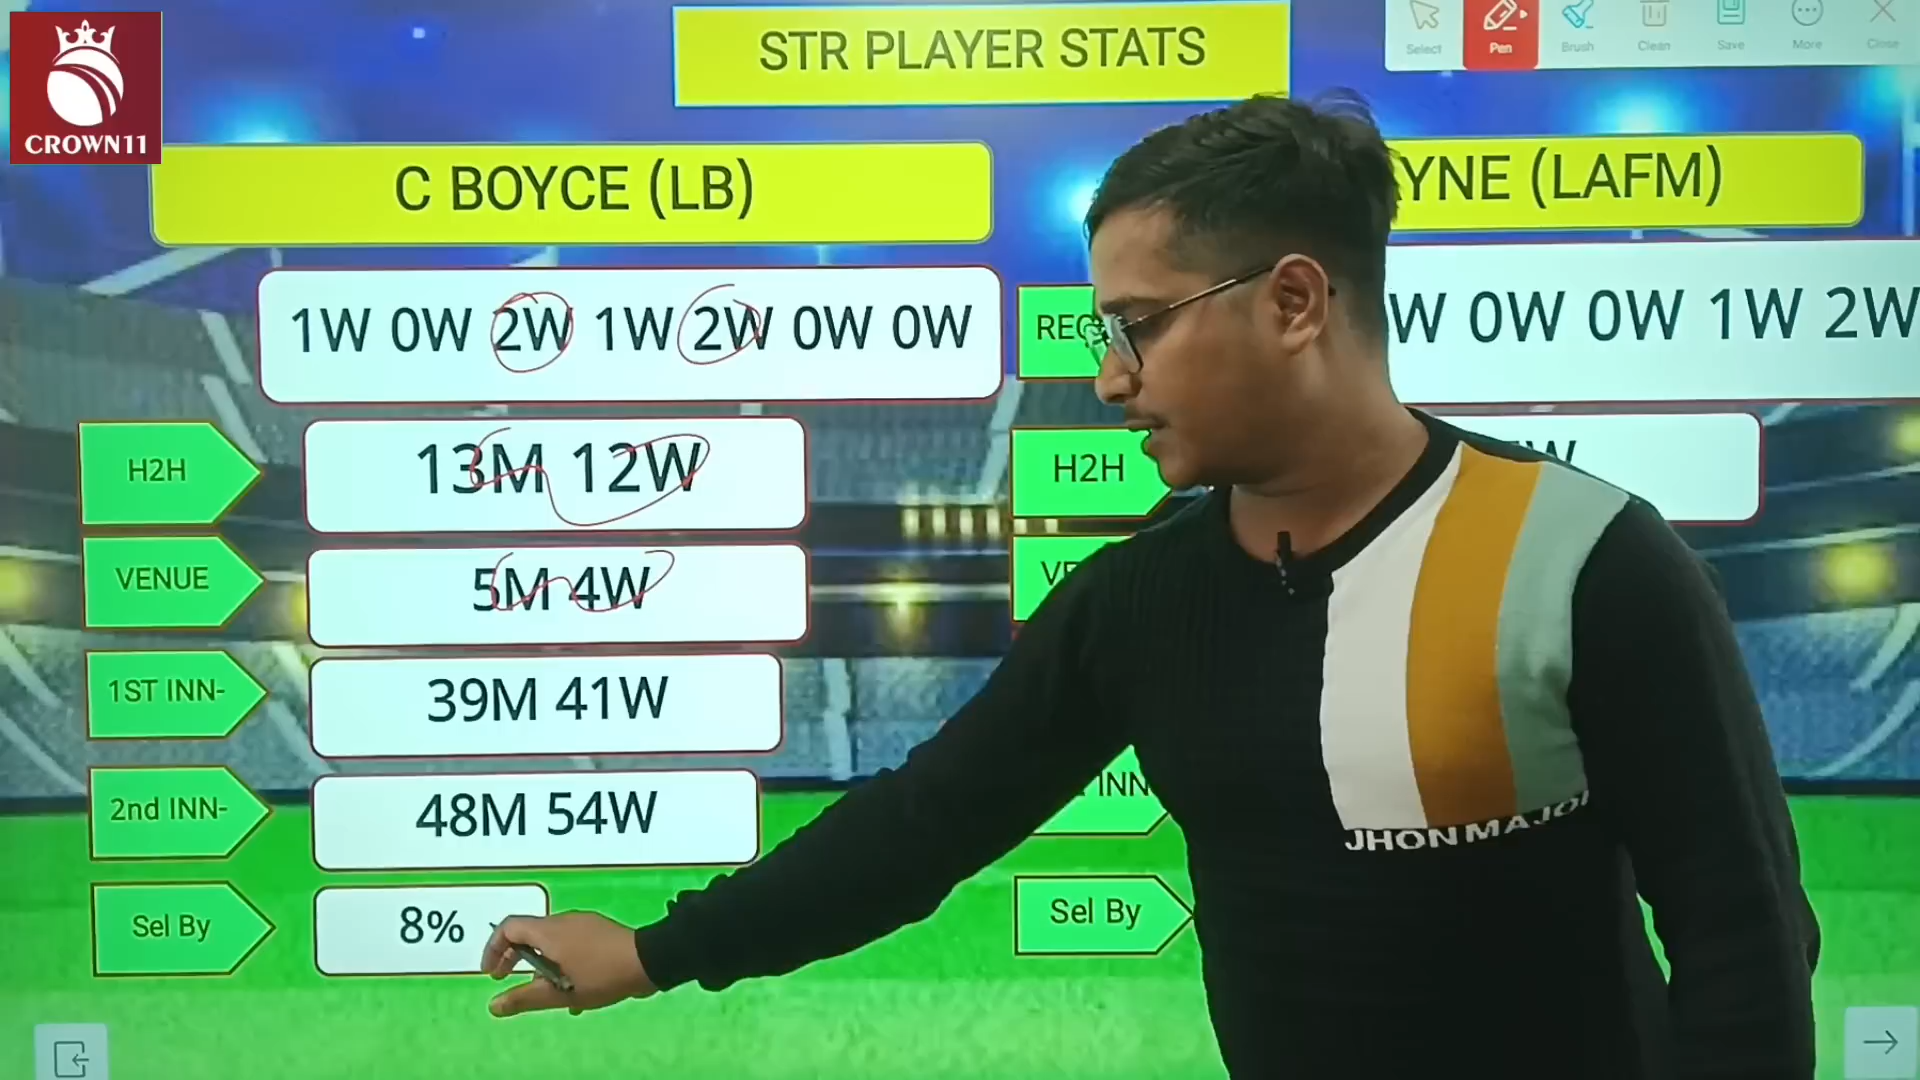 CROWN11
STR PLAYER STATS
Select
Pen
Brush
Clean
Save
More
Close
C BOYCE (LB)
YNE (LAFM)
1W 0W 2W 1W 2W 0W 0W
W 0W 0W 1W 2W
H2H
13M 12W
H2H
VENUE
5M 4W
1ST INN-
39M 41W
2nd INN-
48M 54W
INN
Sel By
8%
Sel By
JHON MAJOR